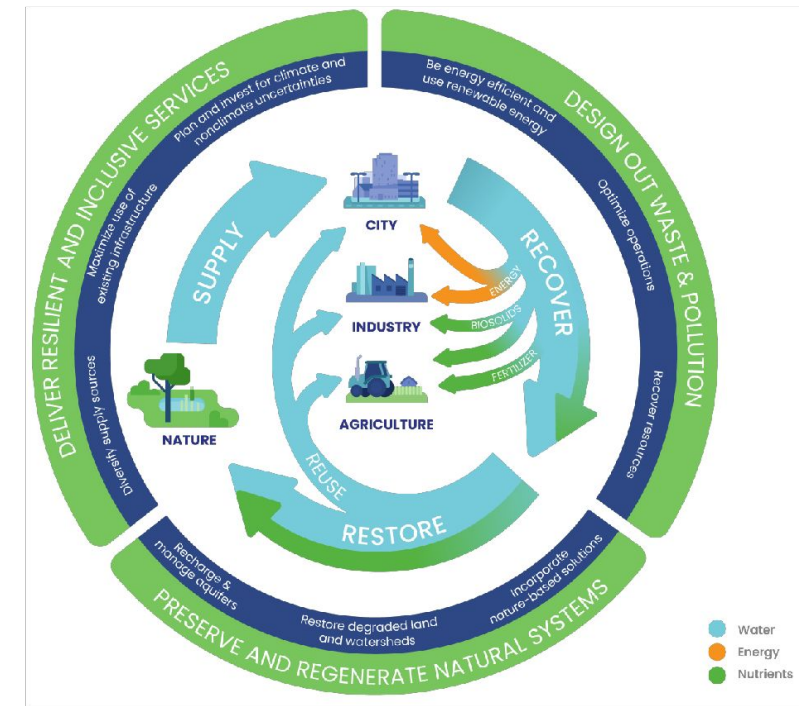 DELIVER RESILIENT AND INCLUSIVE SERVICES
Plan and invest for climate and
nonclimate uncertainties
Maximize use of
existing infrastructure
Diversify supply sources
DESIGN OUT WASTE & POLLUTION
Be energy efficient and
use renewable energy
Optimize operations
Recover resources
SUPPLY
CITY
RECOVER
ENERGY
INDUSTRY
BIOSOLIDS
FERTILIZER
AGRICULTURE
NATURE
REUSE
RESTORE
Recharge &
manage aquifers
Restore degraded land
and watersheds
Incorporate
nature-based solutions
PRESERVE AND REGENERATE NATURAL SYSTEMS
Water
Energy
Nutrients